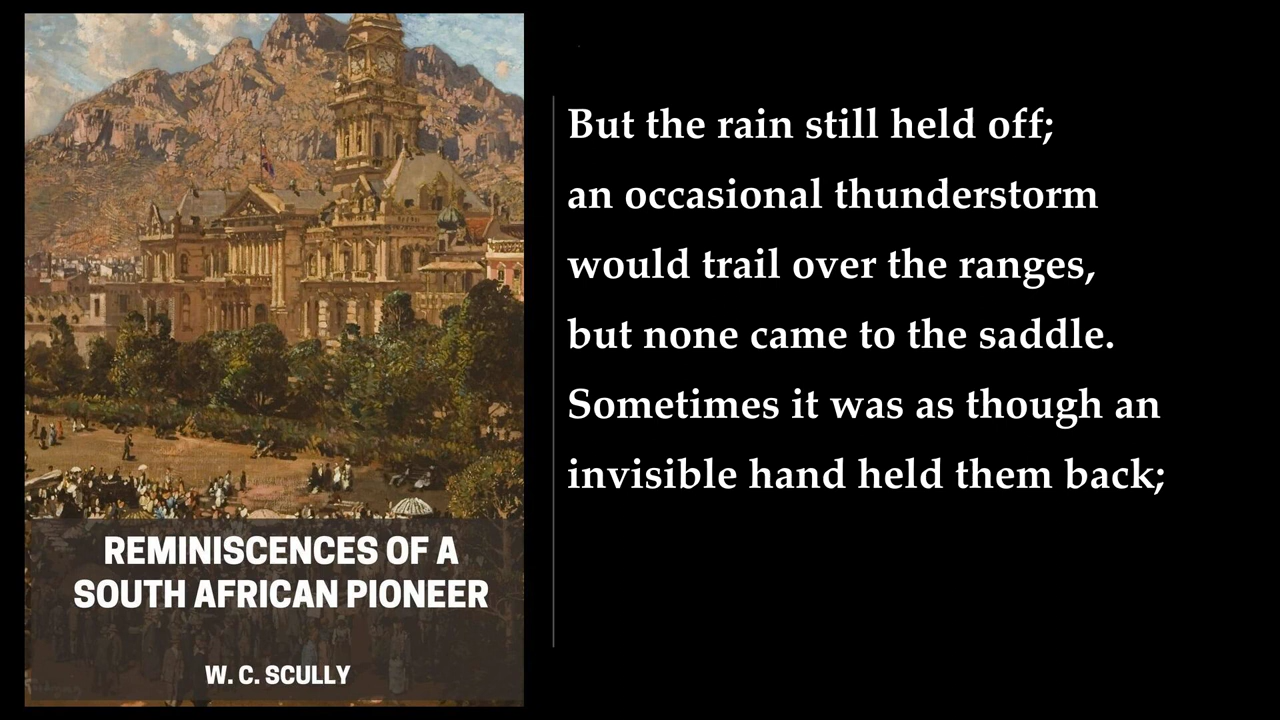 But the rain still held off;
an occasional thunderstorm
would trail over the ranges,
but none came to the saddle.
Sometimes it was as though an
invisible hand held them back;
REMINISCENCES OF A
SOUTH AFRICAN PIONEER
W. C. SCULLY